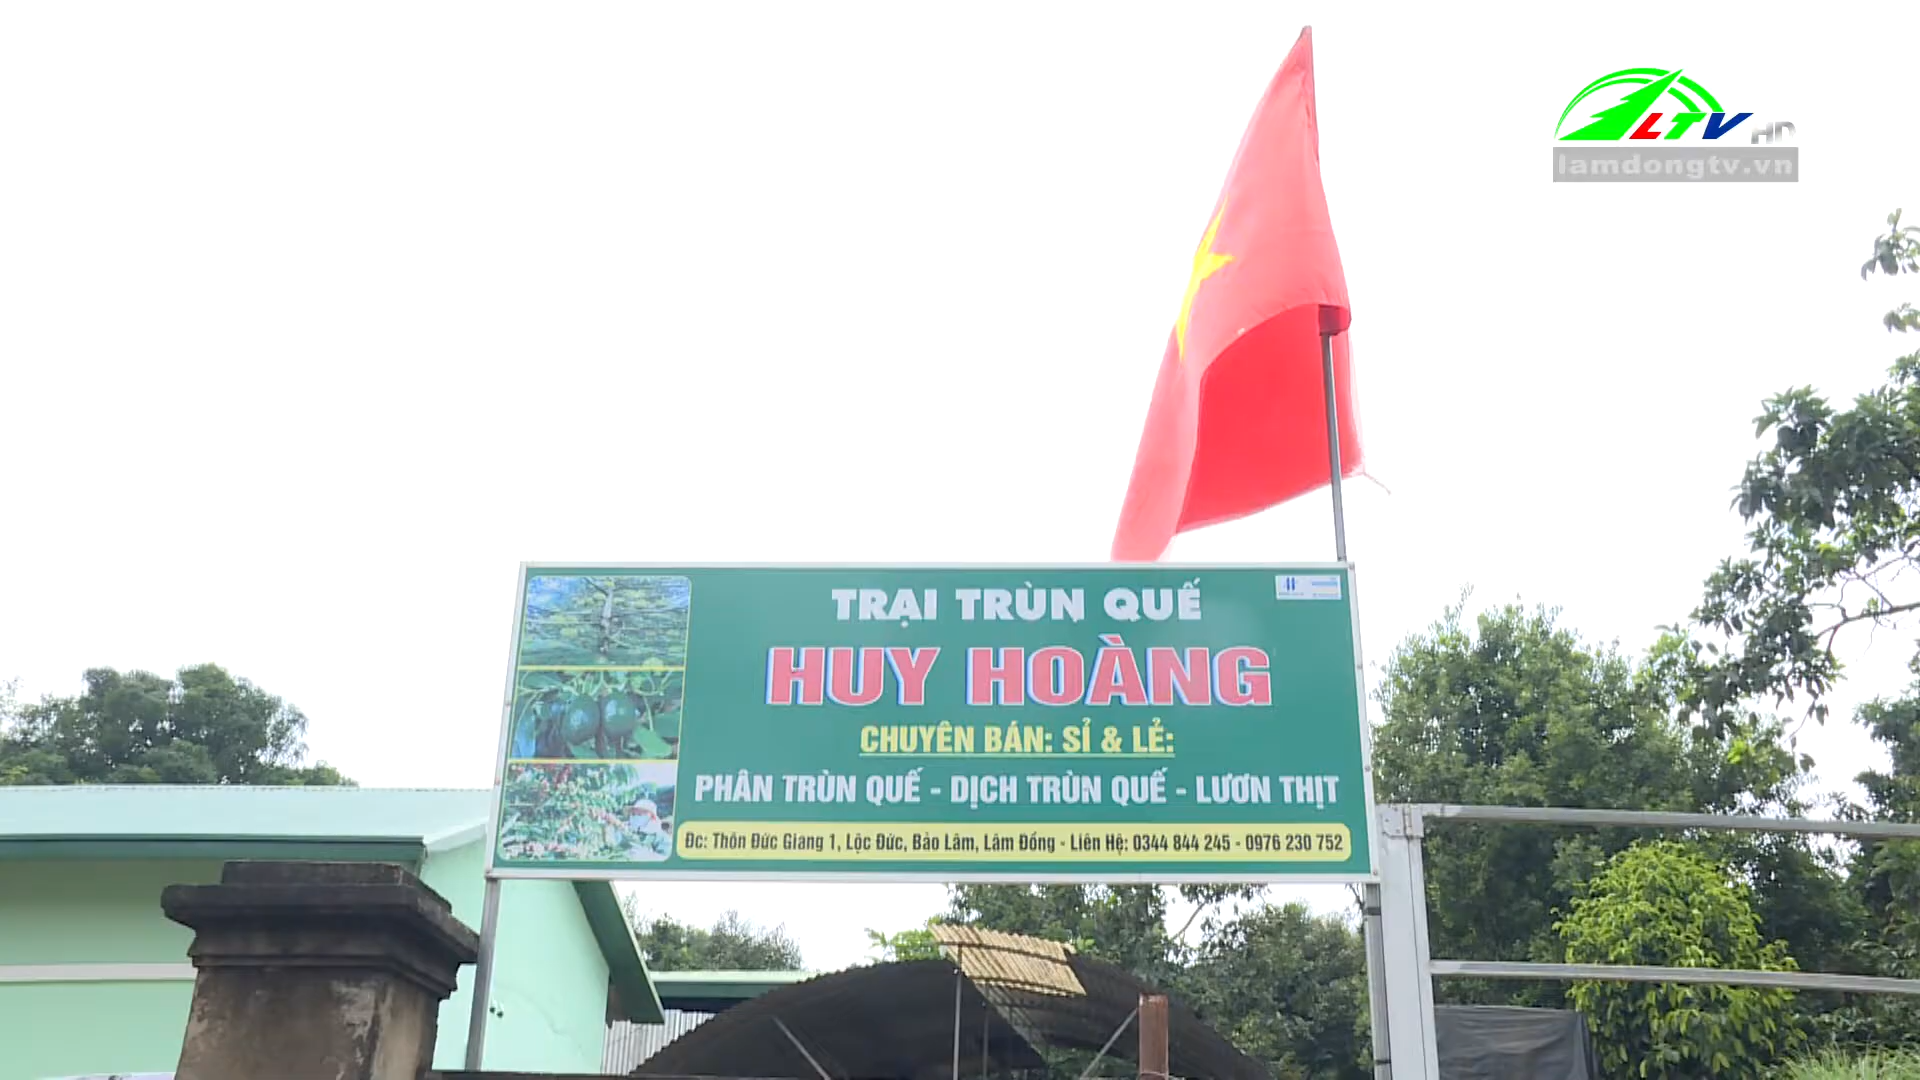 LTV HD
lamdongtv.vn
TRẠI TRÙN QUẾ
HUY HOÀNG
CHUYÊN BÁN: SỈ & LẺ:
PHÂN TRÙN QUẾ - DỊCH TRÙN QUẾ - LƯƠN THỊT
Đc: Thôn Đức Giang 1, Lộc Đức, Bảo Lâm, Lâm Đồng - Liên Hệ: 0344 844 245 - 0976 230 752